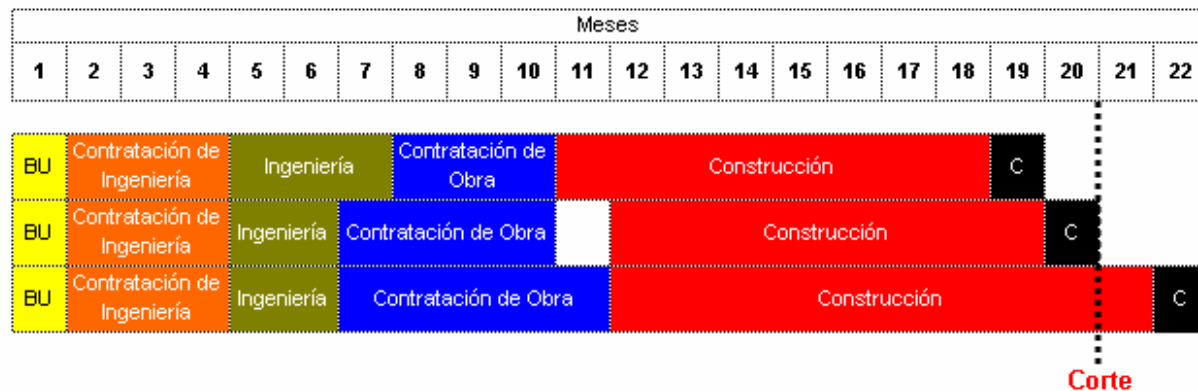 Meses
1 2 3 4 5 6 7 8 9 10 11 12 13 14 15 16 17 18 19 20 21 22
BU
Contratación de
Ingeniería
Ingeniería
Contratación de
Obra
Construcción
C
BU
Contratación de
Ingeniería
Ingeniería
Contratación de Obra
Construcción
C
BU
Contratación de
Ingeniería
Ingeniería
Contratación de Obra
Construcción
C
Corte